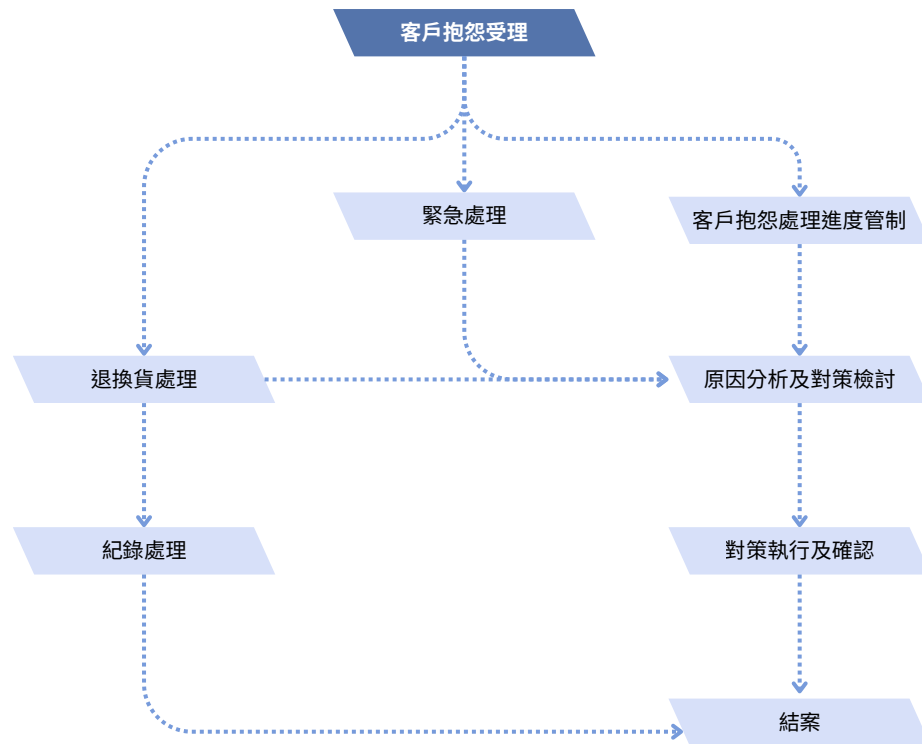 客戶抱怨受理
緊急處理
客戶抱怨處理進度管制
退換貨處理
原因分析及對策檢討
紀錄處理
對策執行及確認
結案